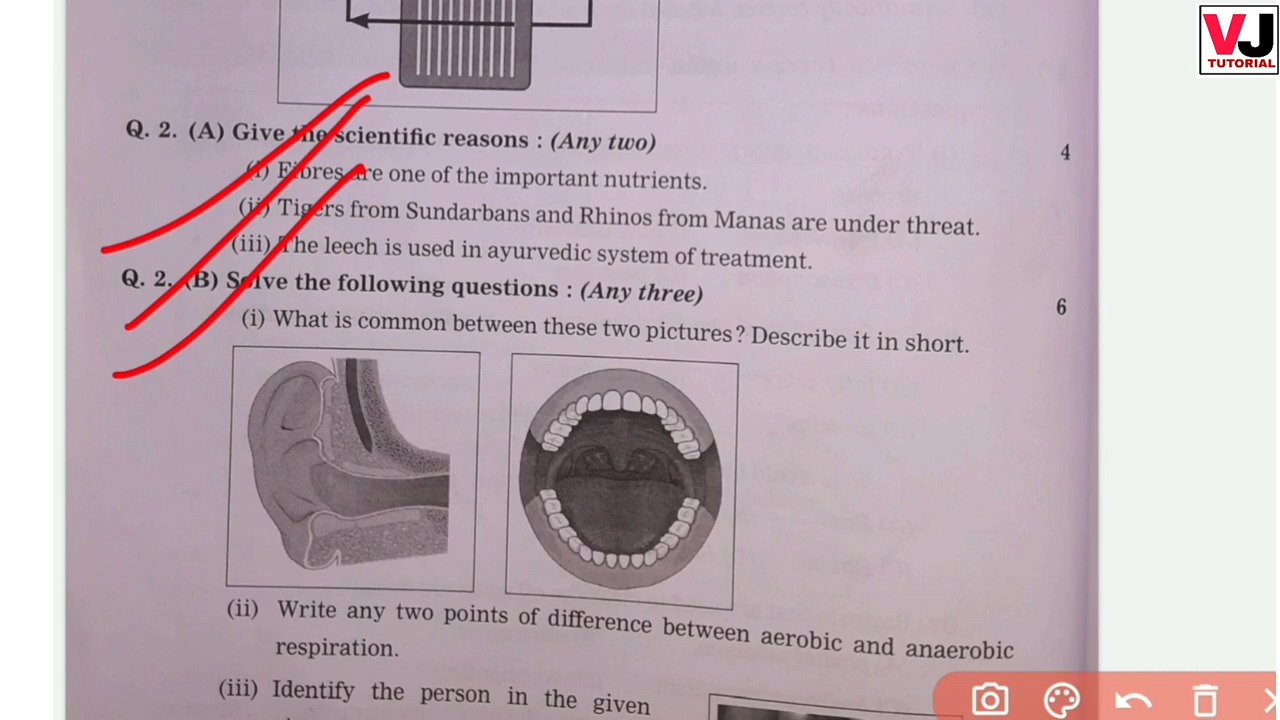 VJ
TUTORIAL
Q. 2. (A) Give the scientific reasons : (Any two) 4
(i) Fibres are one of the important nutrients.
(ii) Tigers from Sundarbans and Rhinos from Manas are under threat.
(iii) The leech is used in ayurvedic system of treatment.
Q. 2. (B) Solve the following questions : (Any three) 6
(i) What is common between these two pictures? Describe it in short.
(ii) Write any two points of difference between aerobic and anaerobic
respiration.
(iii) Identify the person in the given